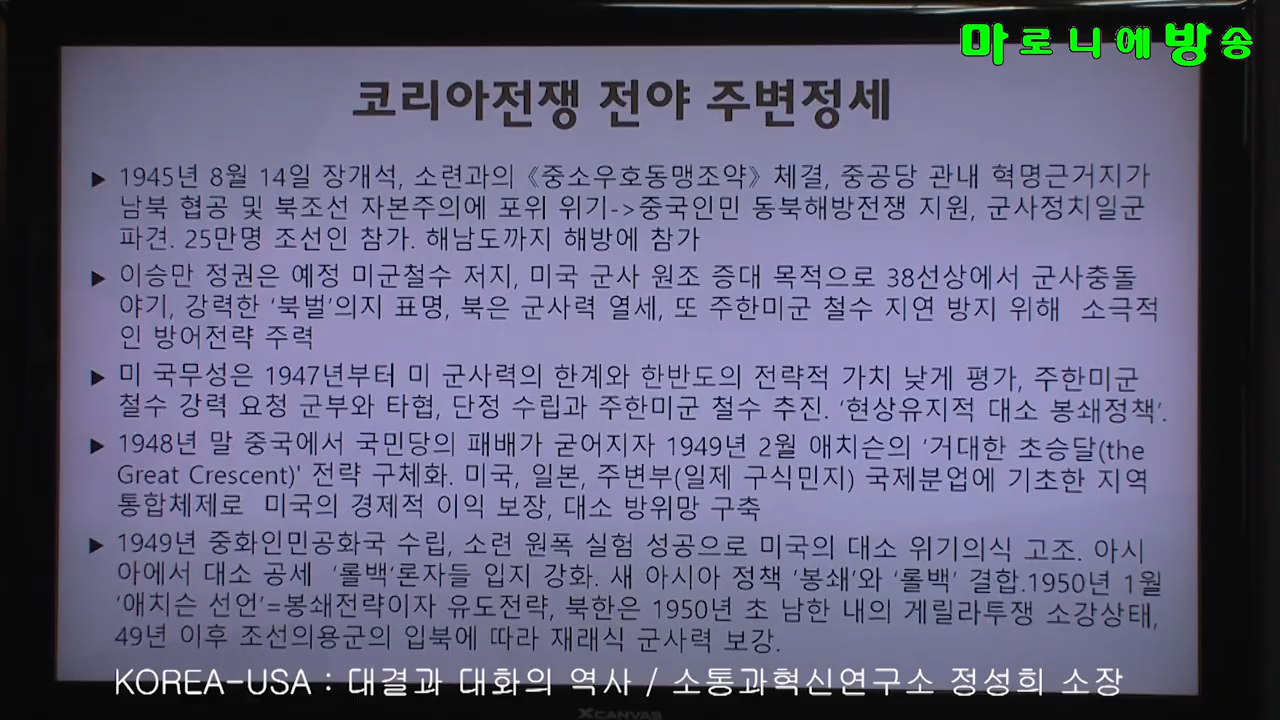 마로니에방송
코리아전쟁 전야 주변정세
▶ 1945년 8월 14일 장개석, 소련과의 《중소우호동맹조약》 체결, 중공당 관내 혁명근거지가
남북 협공 및 북조선 자본주의에 포위 위기->중국인민 동북해방전쟁 지원, 군사정치일군
파견. 25만명 조선인 참가. 해남도까지 해방에 참가
▶ 이승만 정권은 예정 미군철수 저지, 미국 군사 원조 증대 목적으로 38선상에서 군사충돌
야기, 강력한 '북벌'의지 표명, 북은 군사력 열세, 또 주한미군 철수 지연 방지 위해 소극적
인 방어전략 주력
▶ 미 국무성은 1947년부터 미 군사력의 한계와 한반도의 전략적 가치 낮게 평가, 주한미군
철수 강력 요청 군부와 타협, 단정 수립과 주한미군 철수 추진. '현상유지적 대소 봉쇄정책'.
▶ 1948년 말 중국에서 국민당의 패배가 굳어지자 1949년 2월 애치슨의 '거대한 초승달(the
Great Crescent)' 전략 구체화. 미국, 일본, 주변부(일제 구식민지) 국제분업에 기초한 지역
통합체제로 미국의 경제적 이익 보장, 대소 방위망 구축
▶ 1949년 중화인민공화국 수립, 소련 원폭 실험 성공으로 미국의 대소 위기의식 고조. 아시
아에서 대소 공세 '롤백'론자들 입지 강화. 새 아시아 정책 '봉쇄'와 '롤백' 결합.1950년 1월
'애치슨 선언'=봉쇄전략이자 유도전략, 북한은 1950년 초 남한 내의 게릴라투쟁 소강상태,
49년 이후 조선의용군의 입북에 따라 재래식 군사력 보강.
KOREA-USA : 대결과 대화의 역사 / 소통과혁신연구소 정성희 소장
XCANVAS